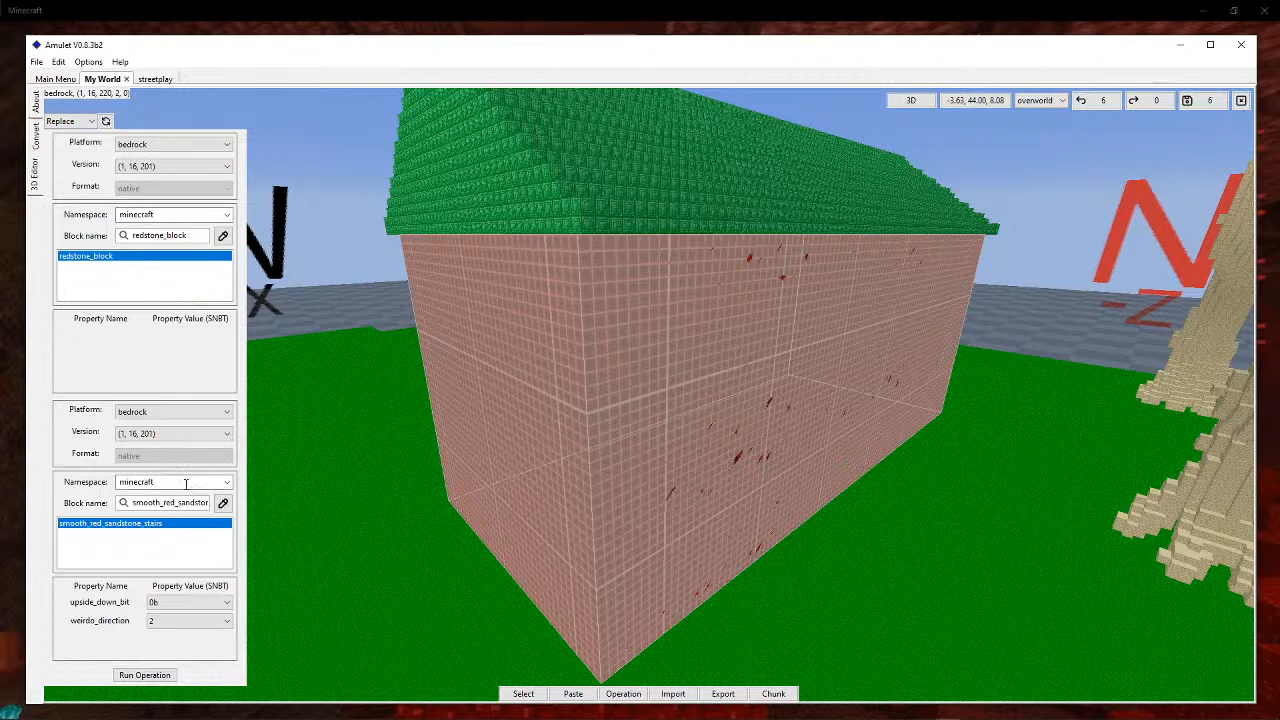 Minecraft
Amulet V0.8.3b2
File Edit Options Help
Main Menu My World streetplay
bedrock, (1, 16, 220, 2, 0)
3D -3.63, 44.00, 8.08 overworld 6 0 6
About
Convert
3D Editor
Replace
Platform: bedrock
Version: (1, 16, 201)
Format: native
Namespace: minecraft
Block name: redstone_block
redstone_block
Property Name Property Value (SNBT)
Platform: bedrock
Version: (1, 16, 201)
Format: native
Namespace: minecraft
Block name: smooth_red_sandstor
smooth_red_sandstone_stairs
Property Name Property Value (SNBT)
upside_down_bit 0b
weirdo_direction 2
Run Operation
Select Paste Operation Import Export Chunk
N
X
N
Z